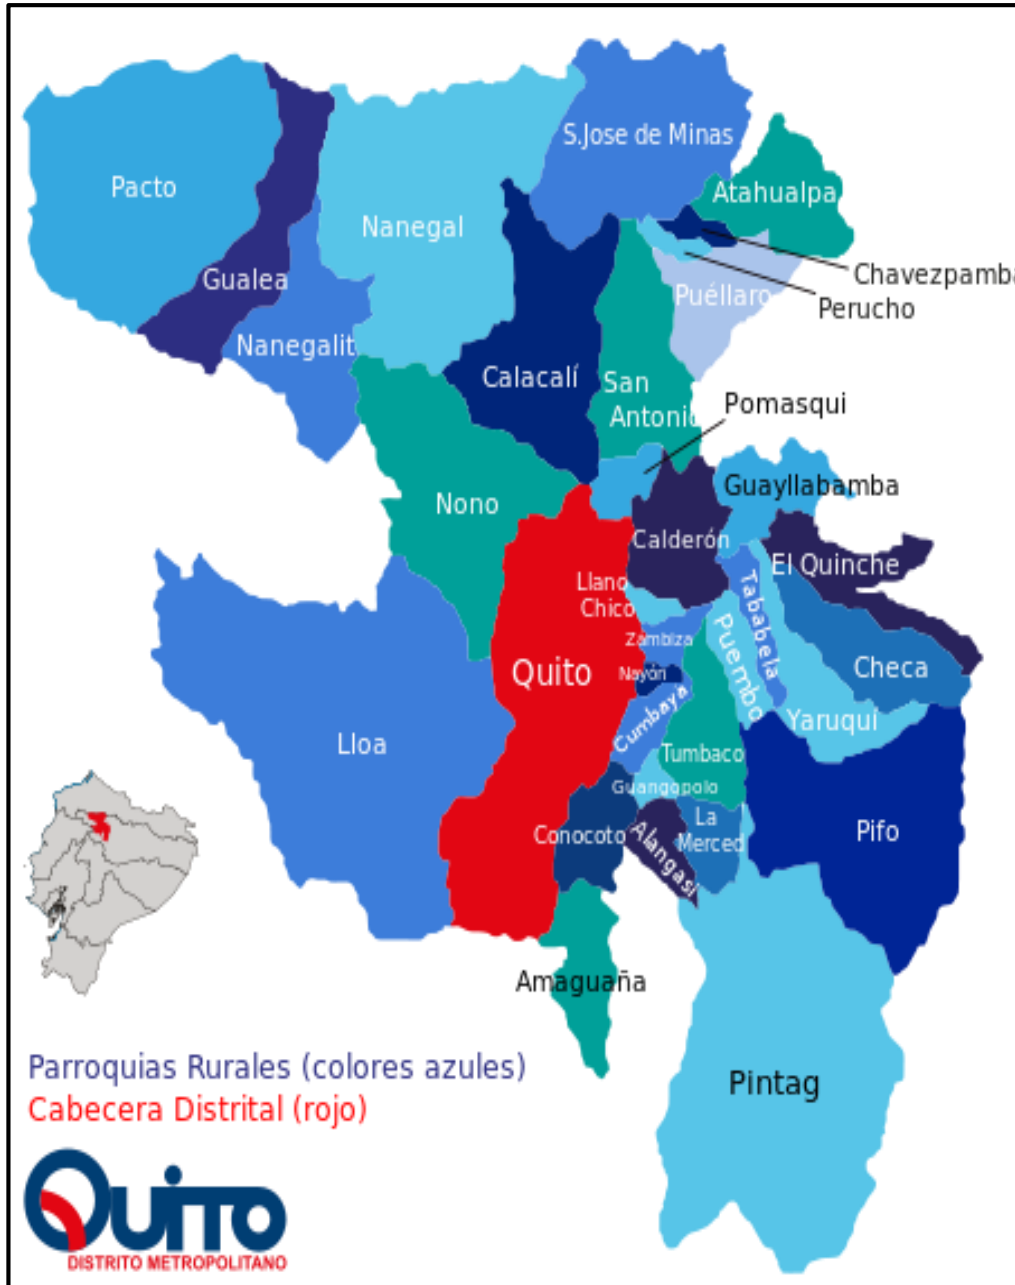 S.Jose de Minas
Pacto
Atahualpa
Nanegal
Gualea
Chavezpamba
Puéllaro
Perucho
Nanegalit
Calacalí
San
Antonio
Pomasqui
Nono
Guayllabamba
Calderón
El Quinche
Llano
Chico
Tababela
Zambiza
Puembo
Quito
Nayón
Checa
Cumbaya
Yaruquí
Lloa
Tumbaco
Guangopolo
Conocoto
Alangasi
La
Merced
Pifo
Amaguaña
Pintag
Parroquias Rurales (colores azules)
Cabecera Distrital (rojo)
QUITO
DISTRITO METROPOLITANO